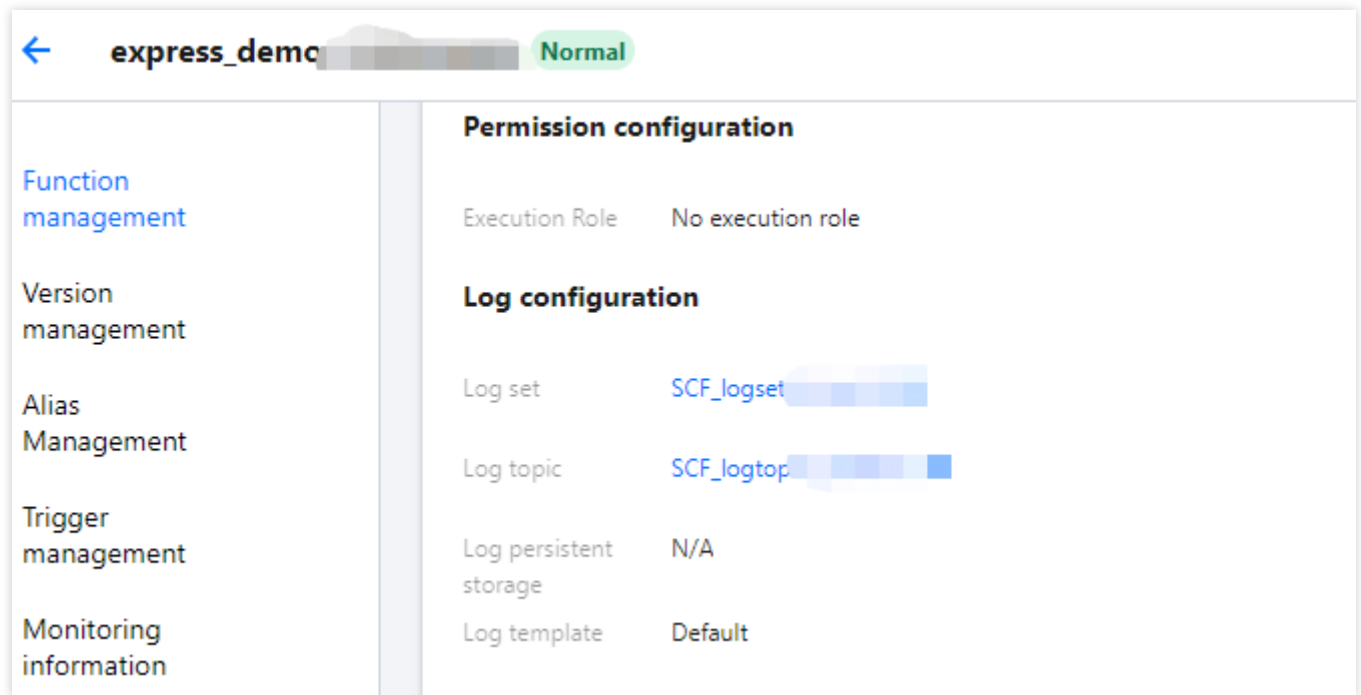 express_demo Normal
Function
management
Version
management
Alias
Management
Trigger
management
Monitoring
information
Permission configuration
Execution Role No execution role
Log configuration
Log set SCF_logset
Log topic SCF_logtop
Log persistent N/A
storage
Log template Default